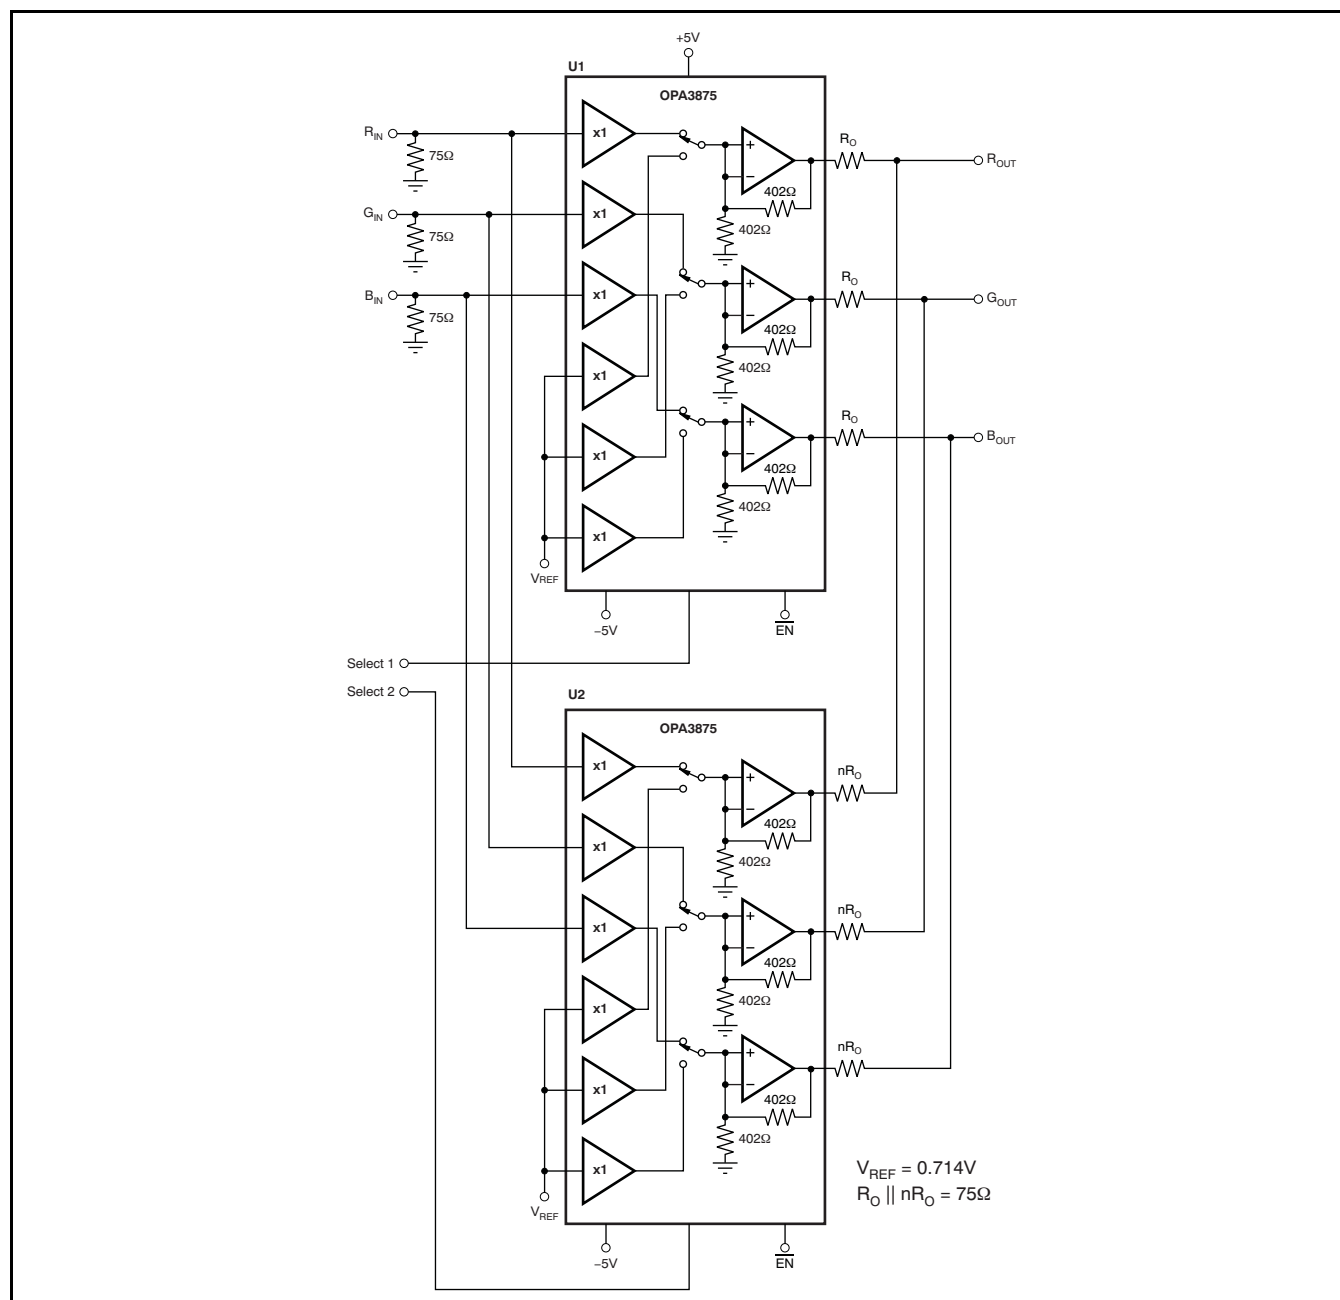 +5V
U1
OPA3875
R_IN
75Ω
G_IN
75Ω
B_IN
75Ω
x1
x1
x1
x1
x1
x1
+
−
402Ω
402Ω
+
−
402Ω
402Ω
+
−
402Ω
402Ω
R_O
R_OUT
R_O
G_OUT
R_O
B_OUT
V_REF
−5V
EN
Select 1
Select 2
U2
OPA3875
x1
x1
x1
x1
x1
x1
+
−
402Ω
402Ω
+
−
402Ω
402Ω
+
−
402Ω
402Ω
nR_O
nR_O
nR_O
V_REF
−5V
EN
V_REF = 0.714V
R_O || nR_O = 75Ω